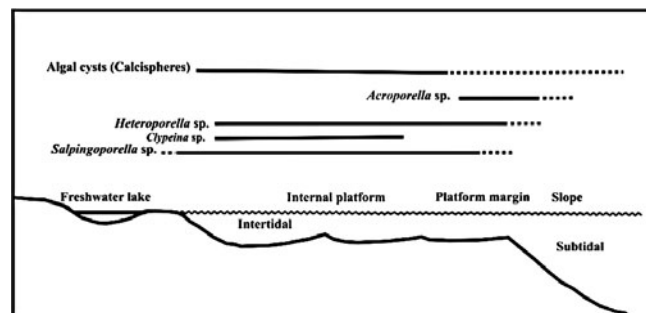 Algal cysts (Calcispheres)
Acroporella sp.
Heteroporella sp.
Clypeina sp.
Salpingoporella sp.
Freshwater lake Internal platform Platform margin Slope
Intertidal
Subtidal